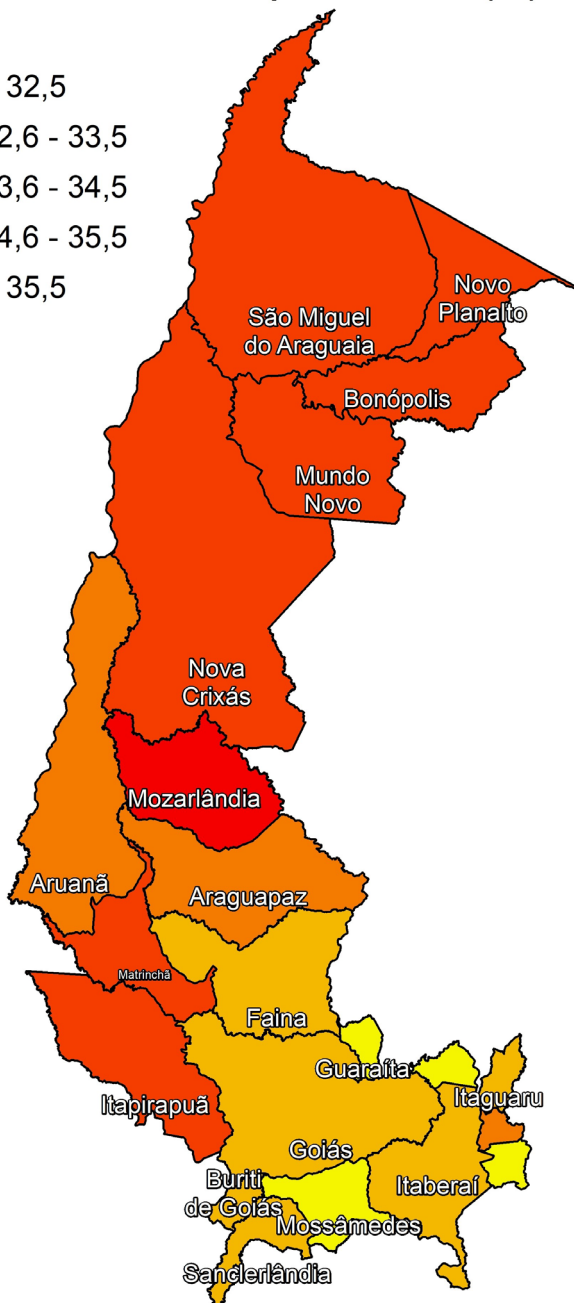 32,5
2,6 - 33,5
3,6 - 34,5
4,6 - 35,5
35,5
Novo
Planalto
São Miguel
do Araguaia
Bonópolis
Mundo
Novo
Nova
Crixás
Mozarlândia
Aruanã
Araguapaz
Matrinchã
Faina
Guaraíta
Itaguaru
Itapirapuã
Goiás
Buriti
de Goiás
Itaberaí
Mossâmedes
Sanclerlândia